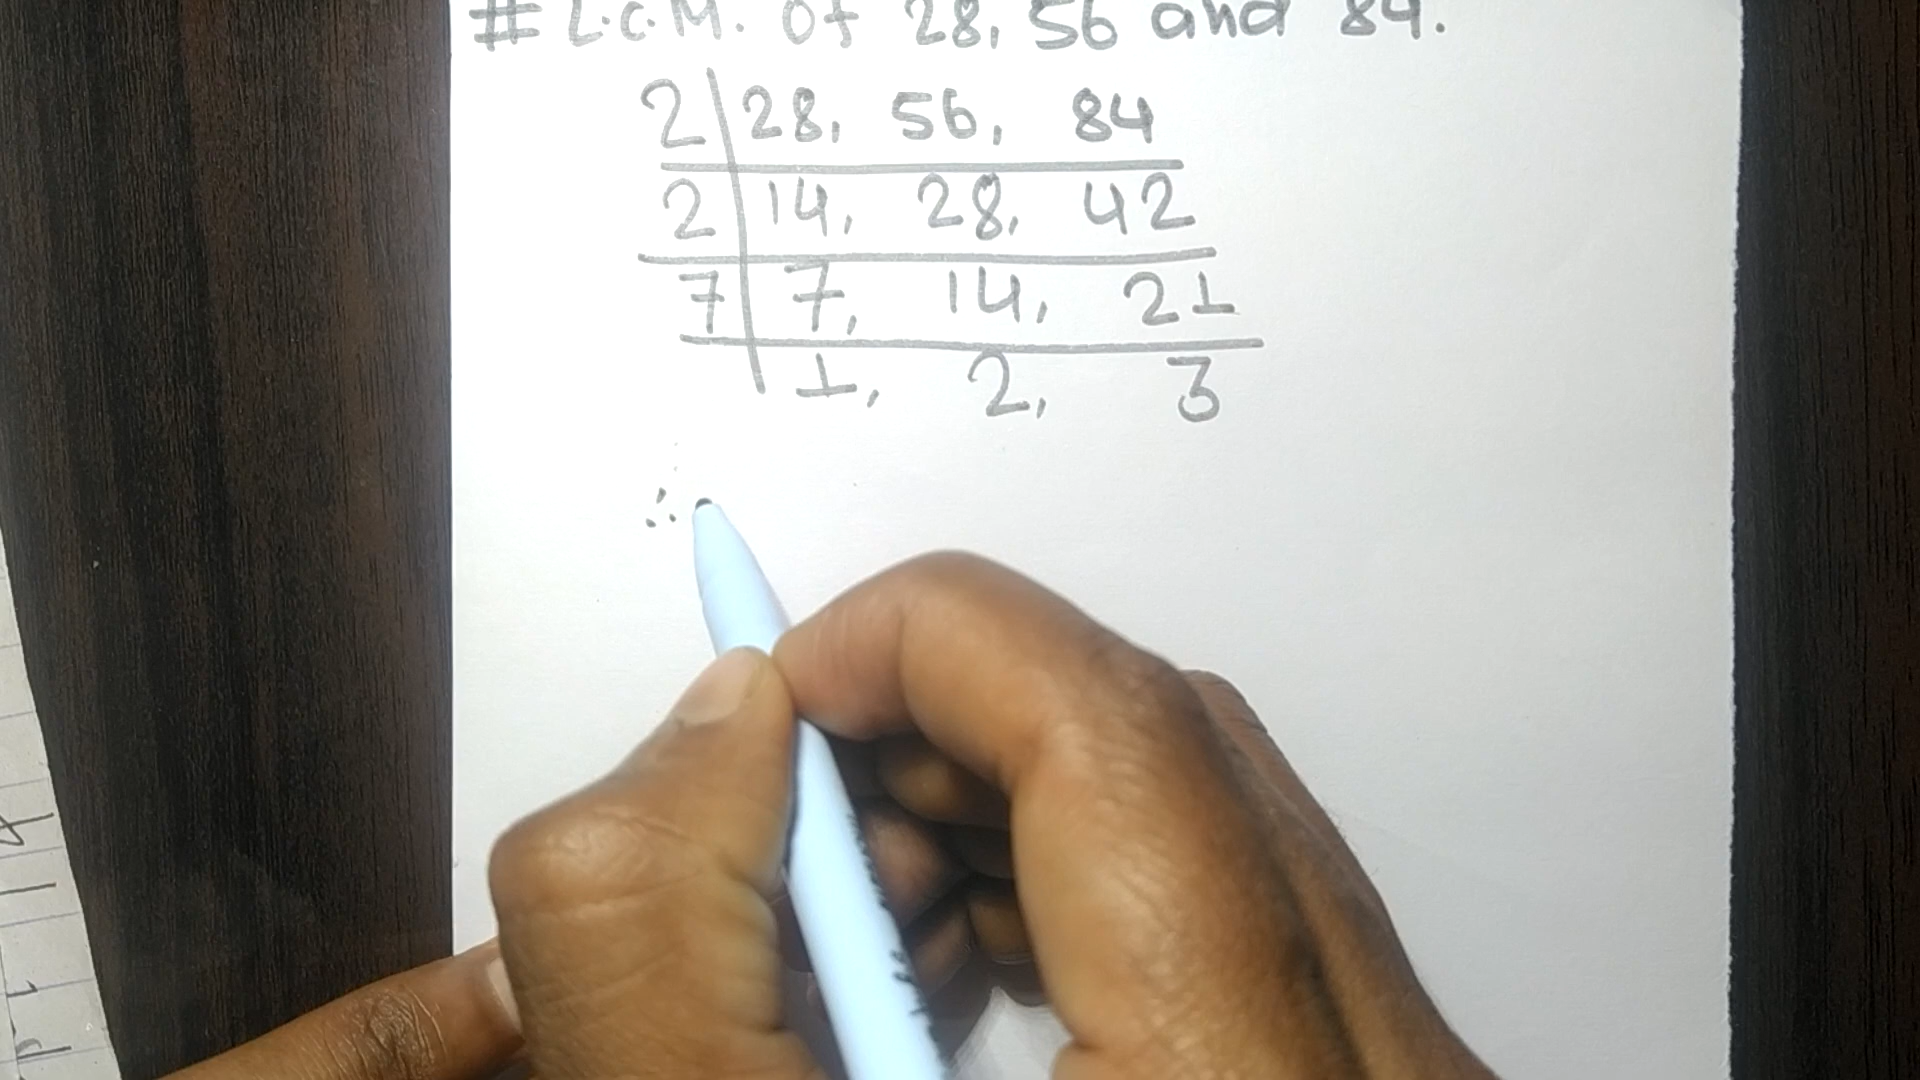 # L.C.M. Of 28, 56 and 84.
2 28, 56, 84
2 14, 28, 42
7 7, 14, 21
1, 2, 3
∴